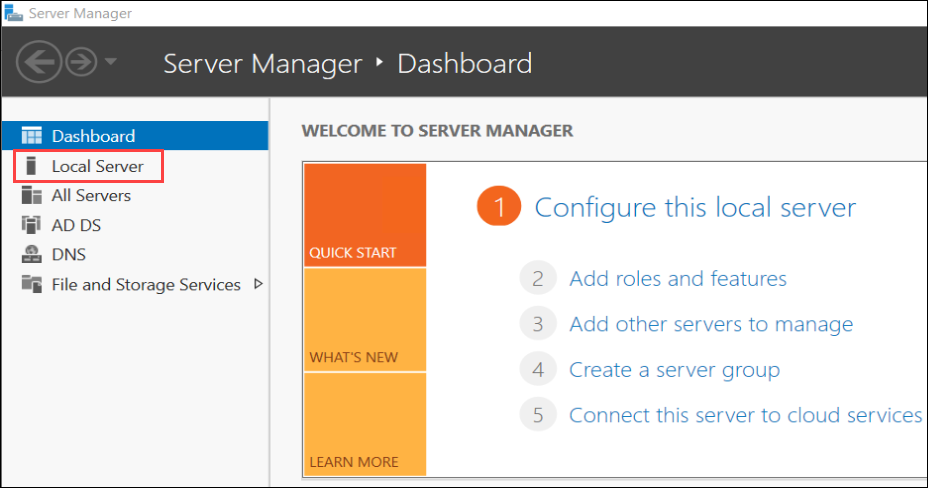 Server Manager
Server Manager ‣ Dashboard
Dashboard
Local Server
All Servers
AD DS
DNS
File and Storage Services
WELCOME TO SERVER MANAGER
QUICK START
WHAT'S NEW
LEARN MORE
1 Configure this local server
2 Add roles and features
3 Add other servers to manage
4 Create a server group
5 Connect this server to cloud services